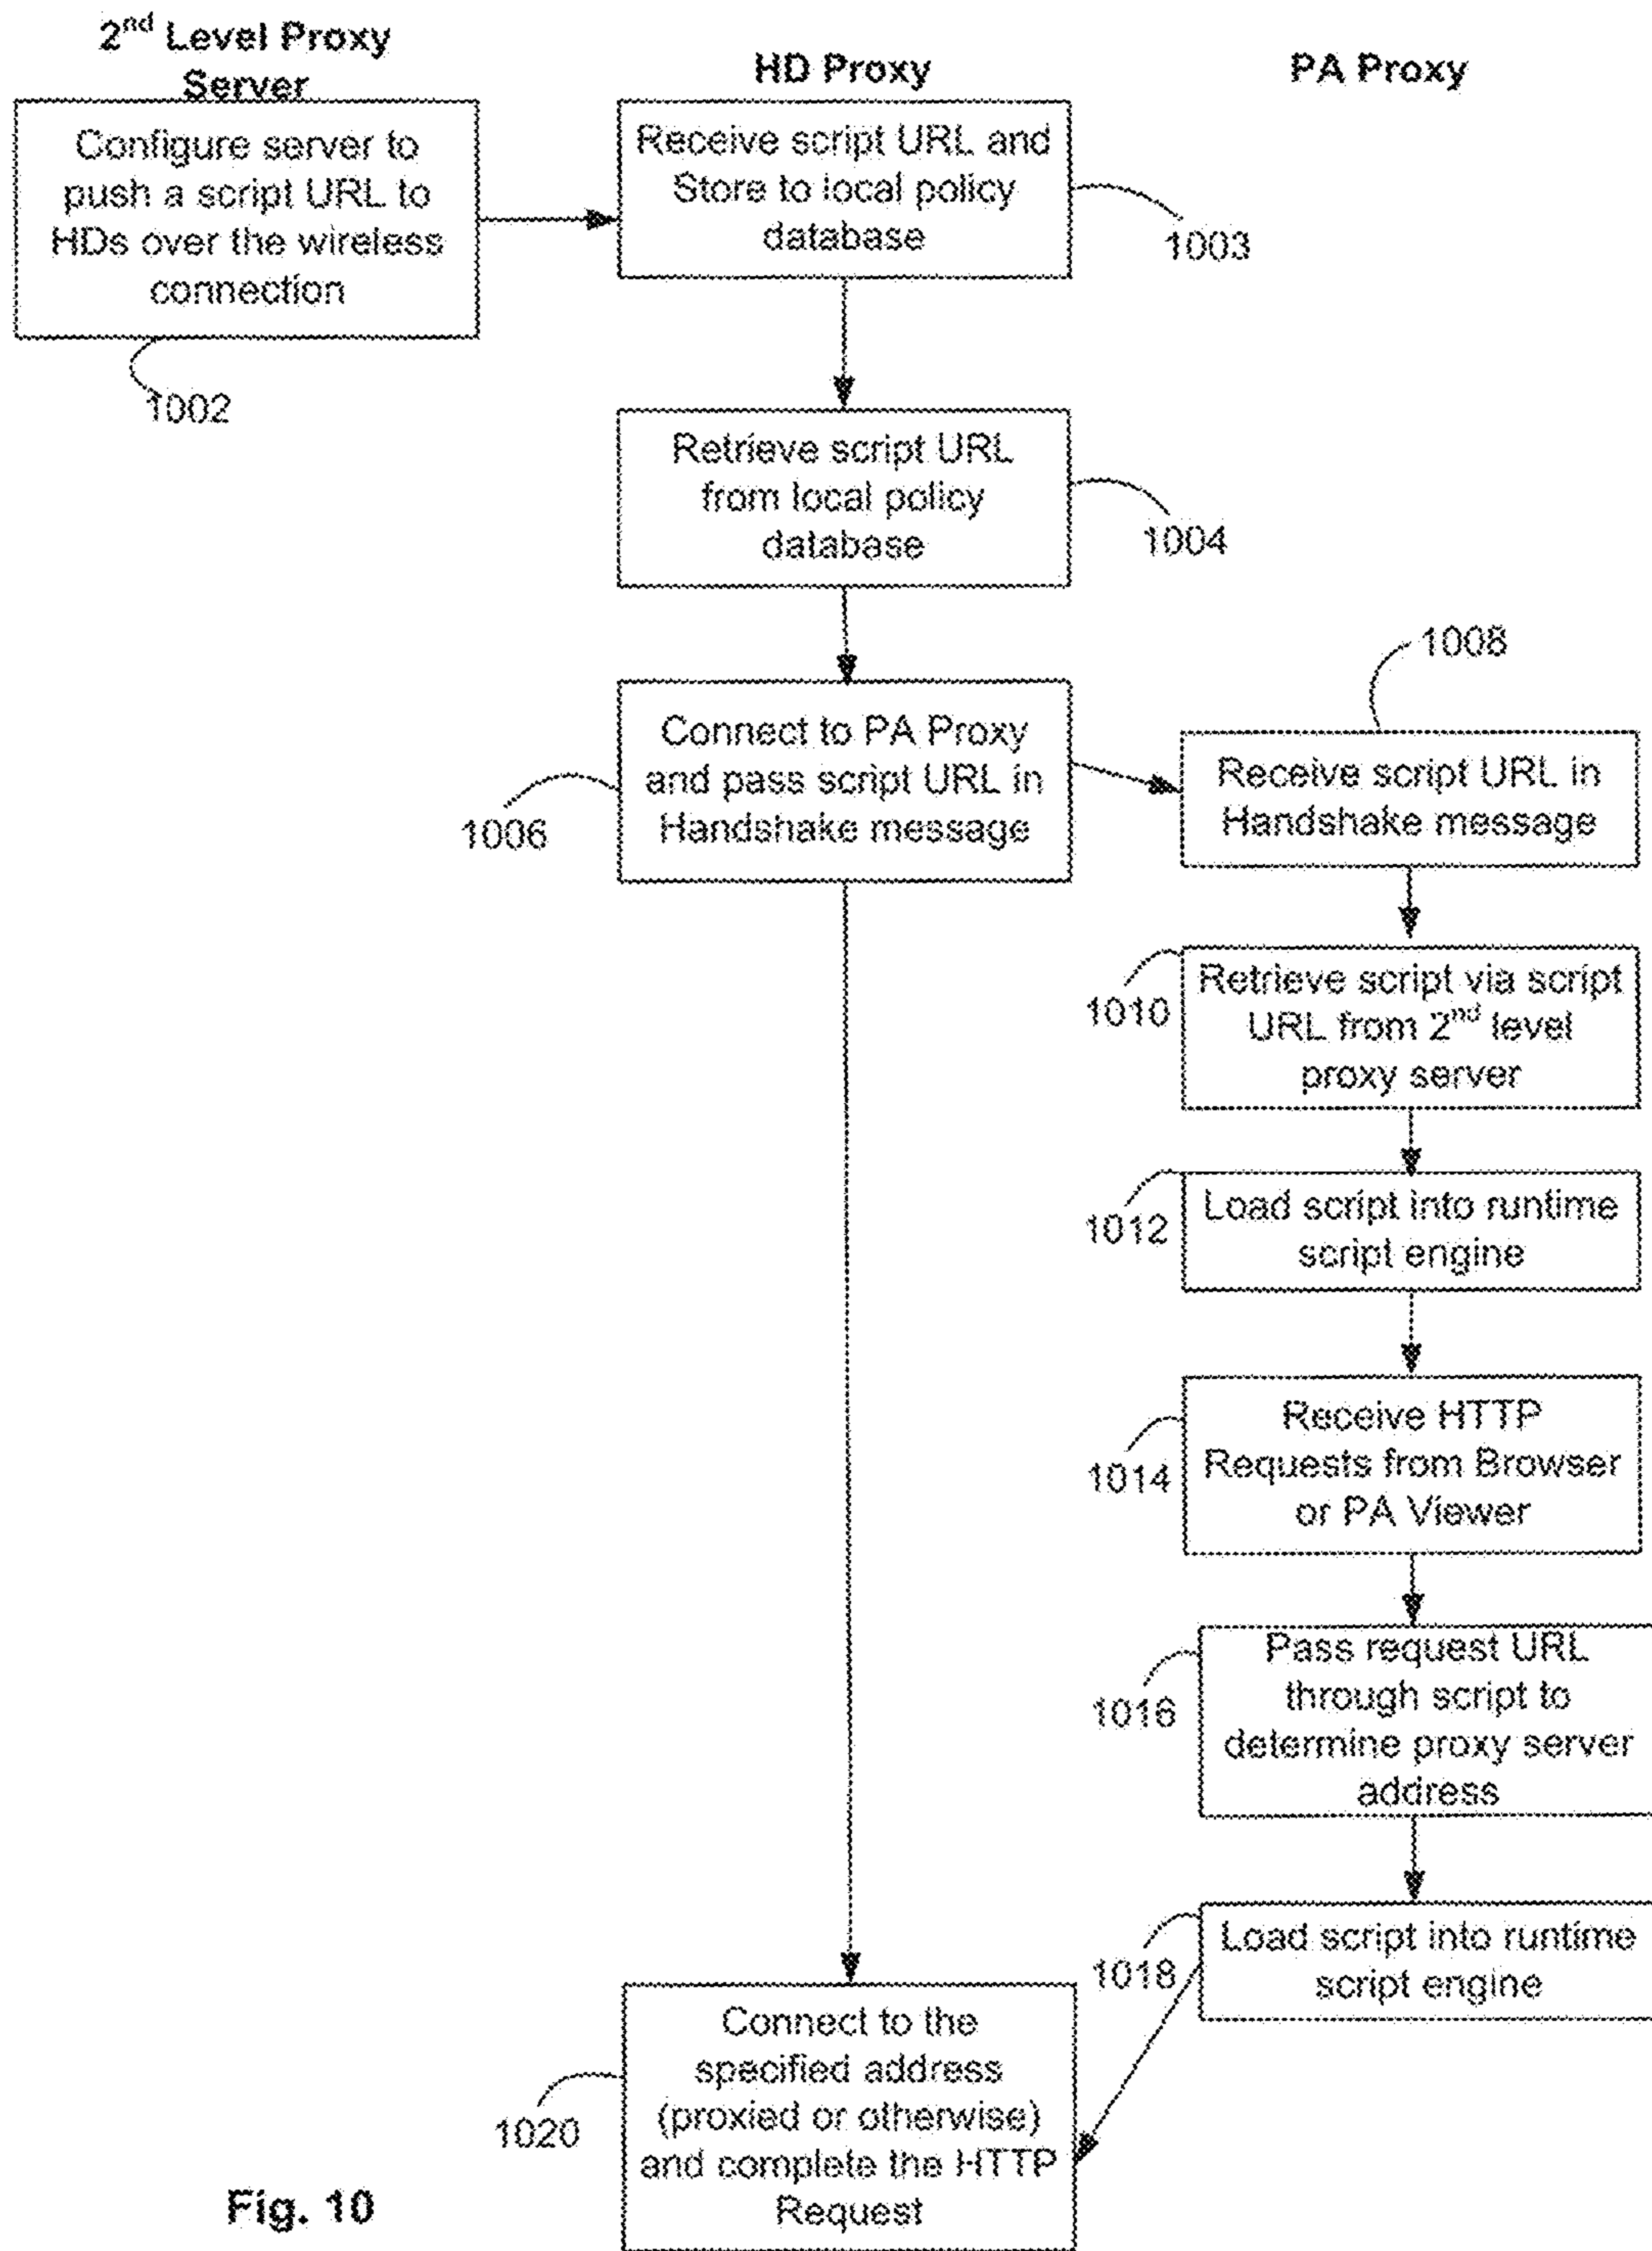 2nd Level Proxy
Server
HD Proxy
PA Proxy
Configure server to
push a script URL to
HDs over the wireless
connection
1002
Receive script URL and
Store to local policy
database
1003
Retrieve script URL
from local policy
database
1004
Connect to PA Proxy
and pass script URL in
Handshake message
1006
1008
Receive script URL in
Handshake message
1010
Retrieve script via script
URL from 2nd level
proxy server
1012
Load script into runtime
script engine
1014
Receive HTTP
Requests from Browser
or PA Viewer
1016
Pass request URL
through script to
determine proxy server
address
1018
Load script into runtime
script engine
1020
Connect to the
specified address
(proxied or otherwise)
and complete the HTTP
Request
Fig. 10